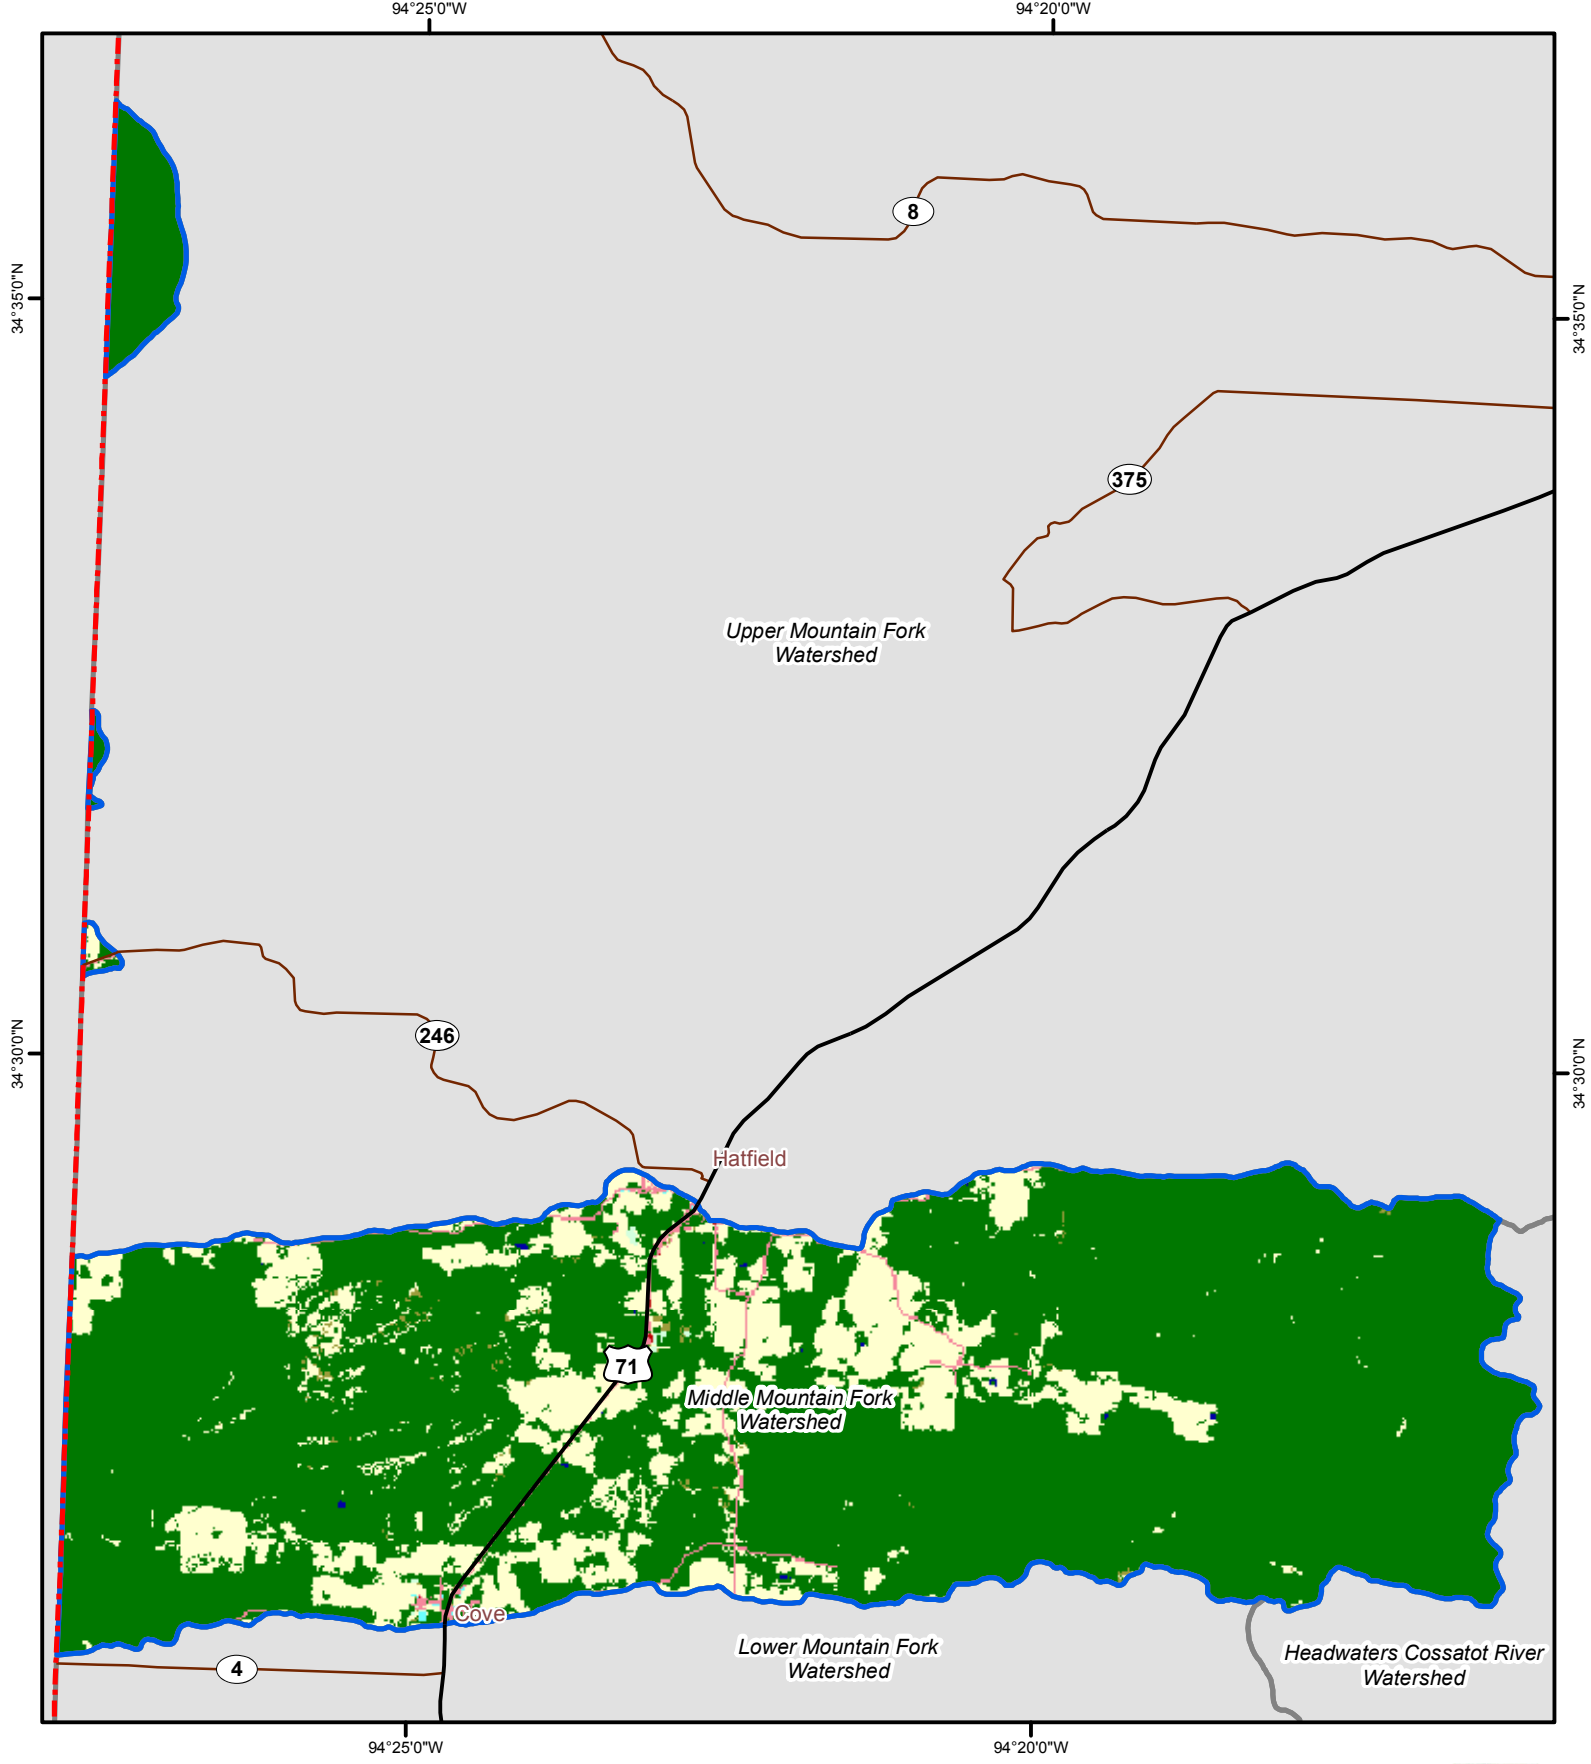 94°25'0"W
94°20'0"W
8
34°35'0"N
34°35'0"N
375
Upper Mountain Fork
Watershed
246
34°30'0"N
34°30'0"N
Hatfield
71
Middle Mountain Fork
Watershed
Cove
Lower Mountain Fork
Watershed
Headwaters Cossatot River
Watershed
4
94°25'0"W
94°20'0"W